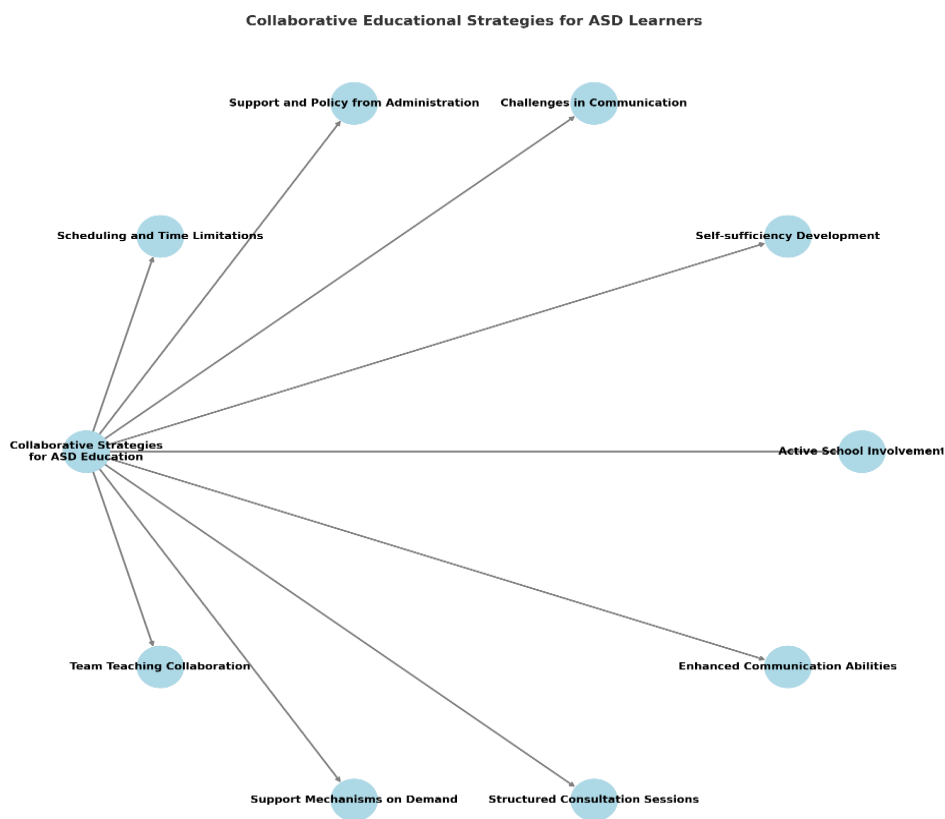 Collaborative Educational Strategies for ASD Learners
Support and Policy from Administration
Challenges in Communication
Scheduling and Time Limitations
Self-sufficiency Development
Collaborative Strategies
for ASD Education
Active School Involvement
Team Teaching Collaboration
Enhanced Communication Abilities
Support Mechanisms on Demand
Structured Consultation Sessions